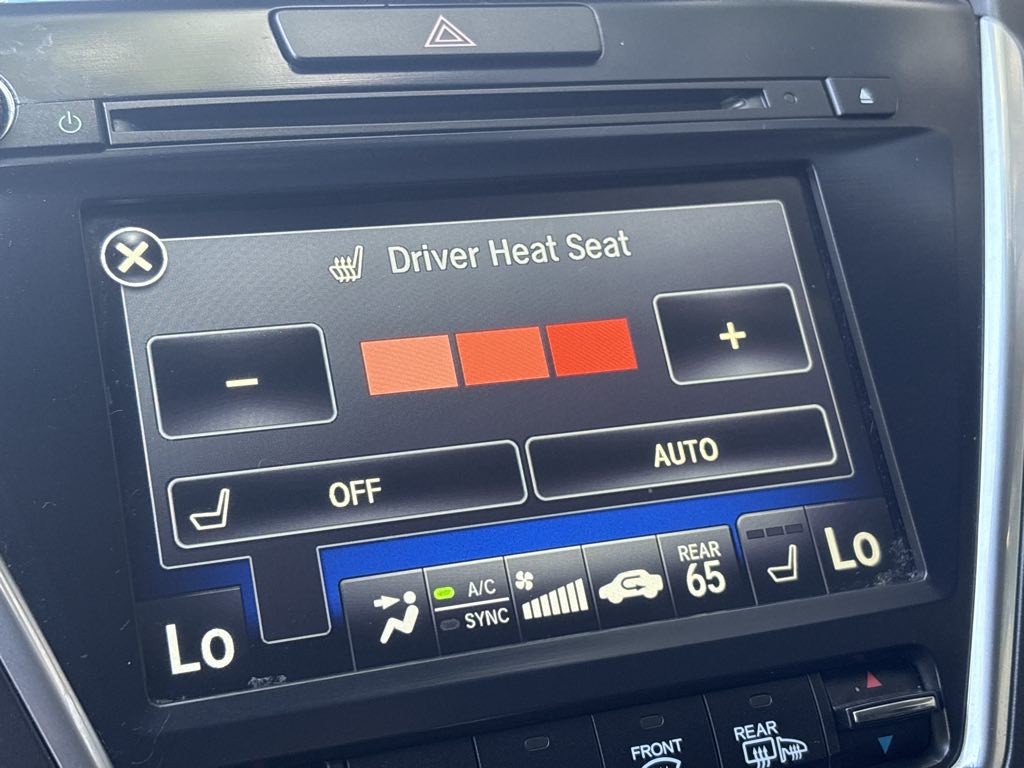 Driver Heat Seat
−
+
OFF
AUTO
Lo
A/C
SYNC
REAR
65
Lo
FRONT
REAR